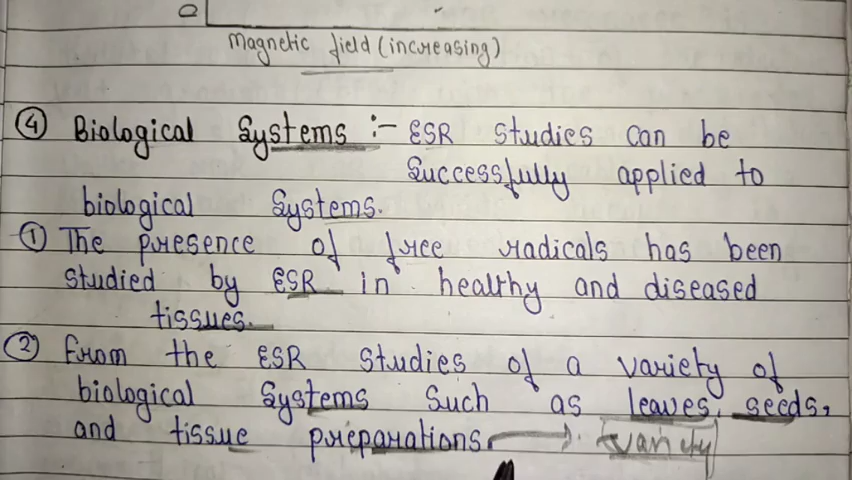 0
magnetic field (increasing)
④ Biological Systems :- ESR studies can be
successfully applied to
biological systems.
① The presence of free radicals has been
studied by ESR in healthy and diseased
tissues.
② From the ESR studies of a variety of
biological systems such as leaves, seeds,
and tissue preparations. → variety